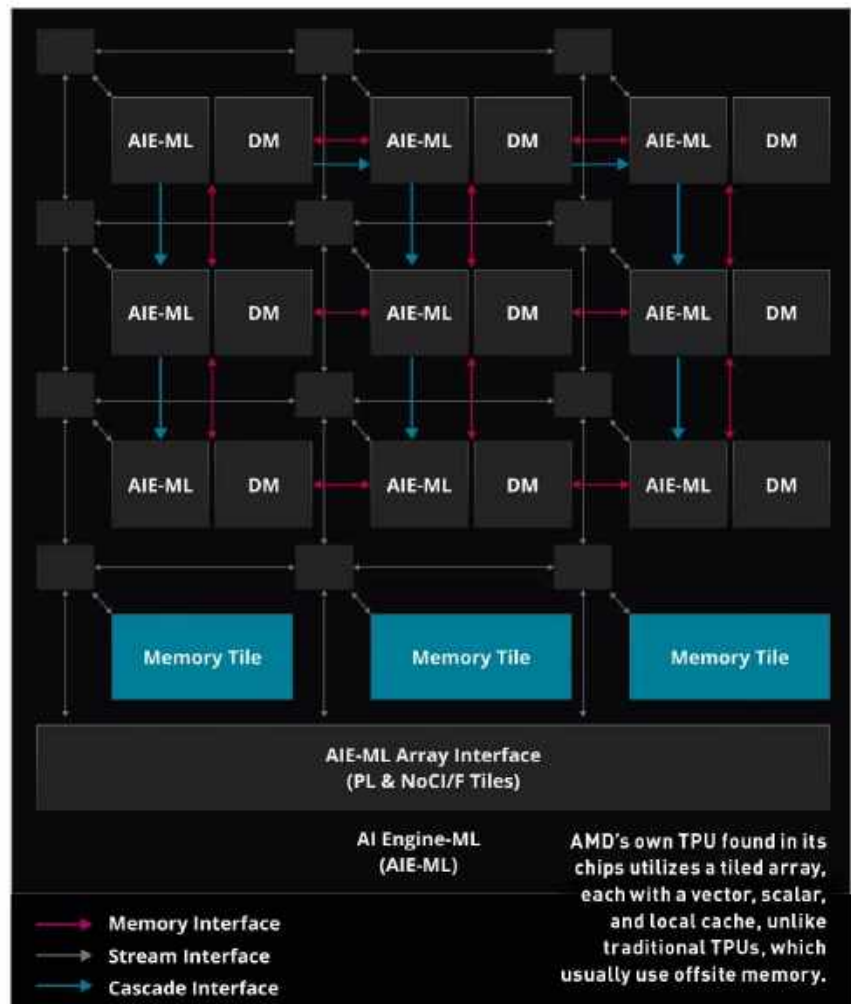 AIE-ML DM AIE-ML DM AIE-ML DM
AIE-ML DM AIE-ML DM AIE-ML DM
AIE-ML DM AIE-ML DM AIE-ML DM
Memory Tile Memory Tile Memory Tile
AIE-ML Array Interface
(PL & NoCI/F Tiles)
AI Engine-ML
(AIE-ML)
AMD's own TPU found in its
chips utilizes a tiled array,
each with a vector, scalar,
and local cache, unlike
traditional TPUs, which
usually use offsite memory.
Memory Interface
Stream Interface
Cascade Interface